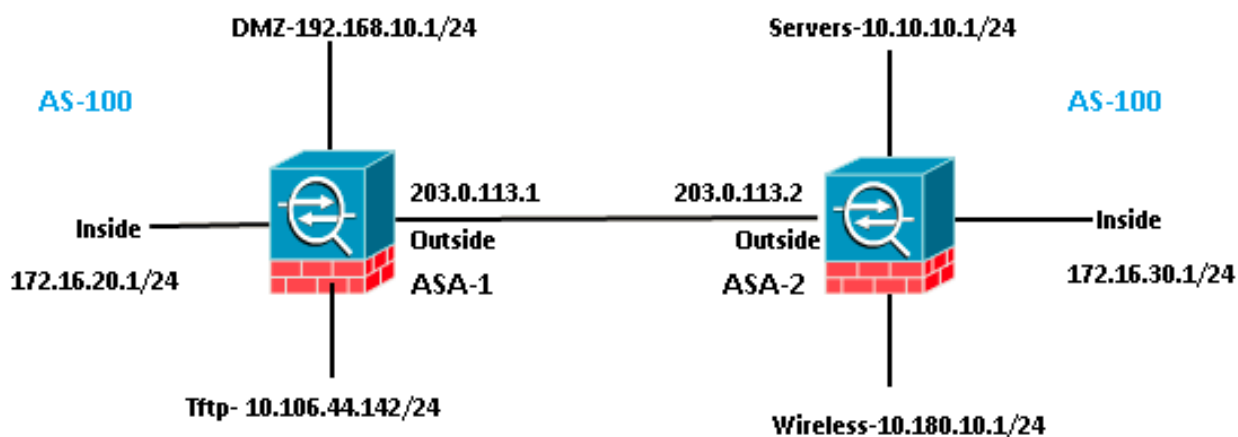 DMZ-192.168.10.1/24
Servers-10.10.10.1/24
AS-100
AS-100
203.0.113.1
203.0.113.2
Inside
Outside
Outside
Inside
172.16.20.1/24
ASA-1
ASA-2
172.16.30.1/24
Tftp- 10.106.44.142/24
Wireless-10.180.10.1/24